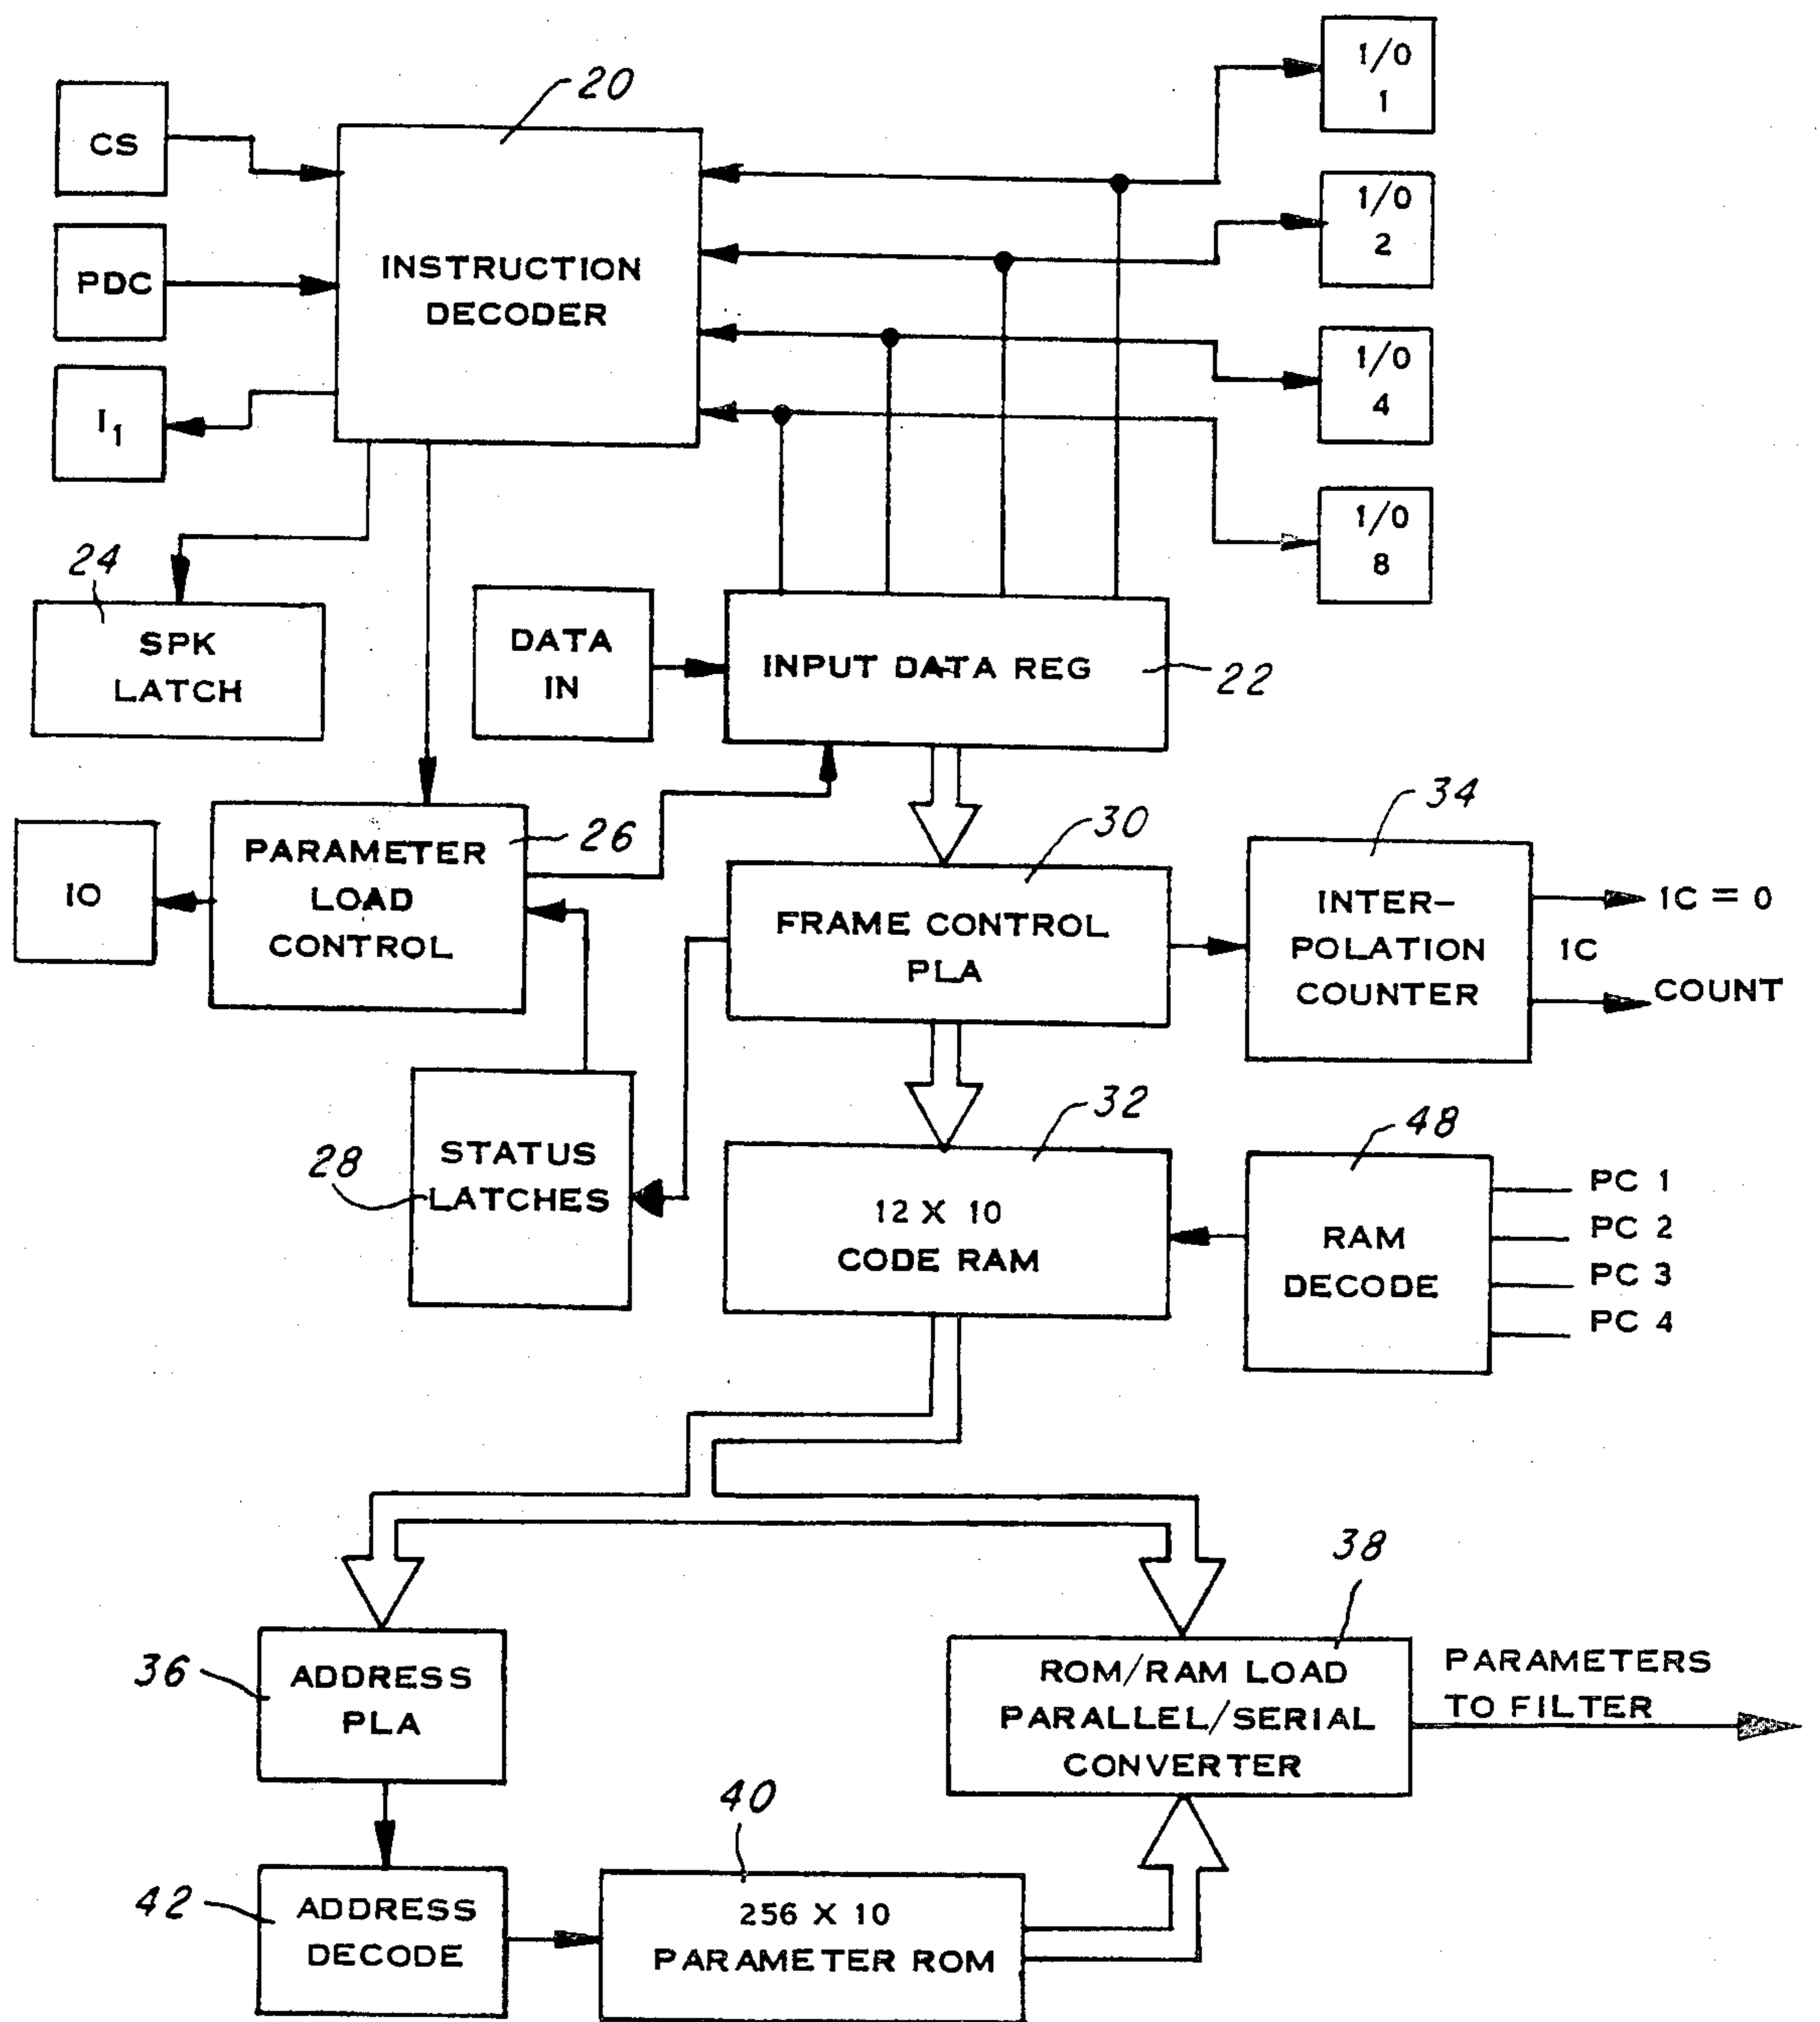 20
CS
PDC
I1
INSTRUCTION
DECODER
1/0
1
1/0
2
1/0
4
1/0
8
24
SPK
LATCH
DATA
IN
INPUT DATA REG
22
10
PARAMETER
LOAD
CONTROL
26
30
FRAME CONTROL
PLA
34
INTER-
POLATION
COUNTER
1C = 0
1C
COUNT
28
STATUS
LATCHES
32
12 X 10
CODE RAM
48
RAM
DECODE
PC 1
PC 2
PC 3
PC 4
36
ADDRESS
PLA
38
ROM/RAM LOAD
PARALLEL/SERIAL
CONVERTER
PARAMETERS
TO FILTER
42
ADDRESS
DECODE
40
256 X 10
PARAMETER ROM